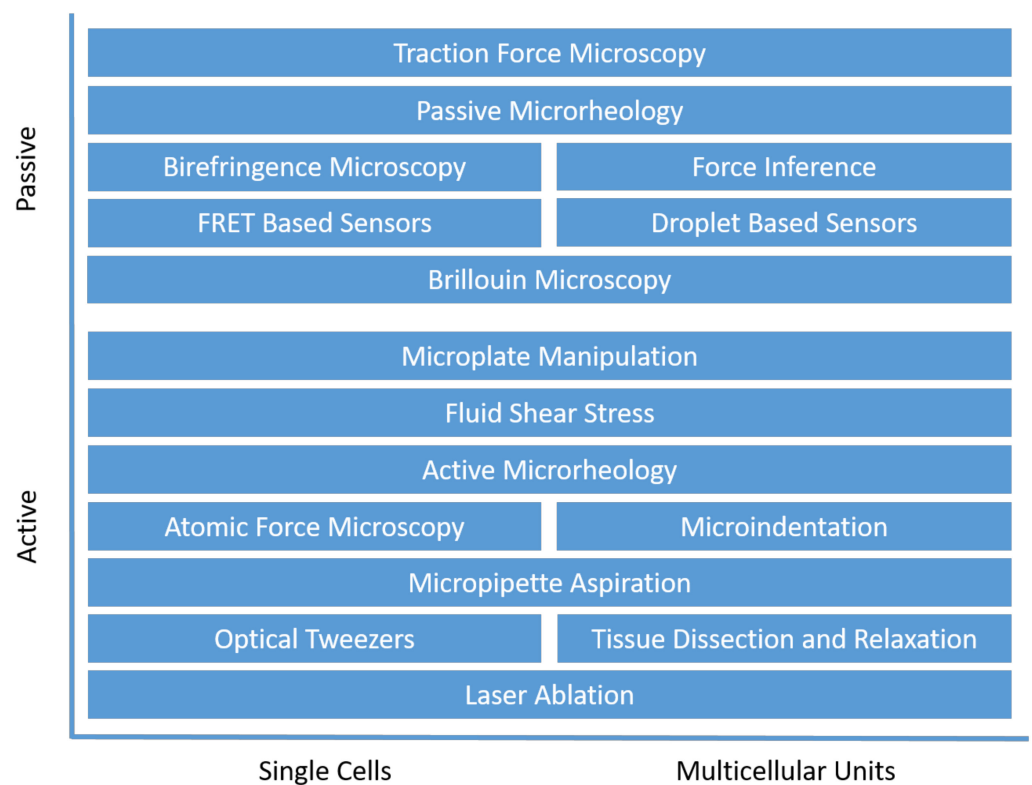 Traction Force Microscopy
Passive Microrheology
Birefringence Microscopy
Force Inference
FRET Based Sensors
Droplet Based Sensors
Brillouin Microscopy
Passive
Microplate Manipulation
Fluid Shear Stress
Active Microrheology
Atomic Force Microscopy
Microindentation
Micropipette Aspiration
Optical Tweezers
Tissue Dissection and Relaxation
Laser Ablation
Active
Single Cells
Multicellular Units